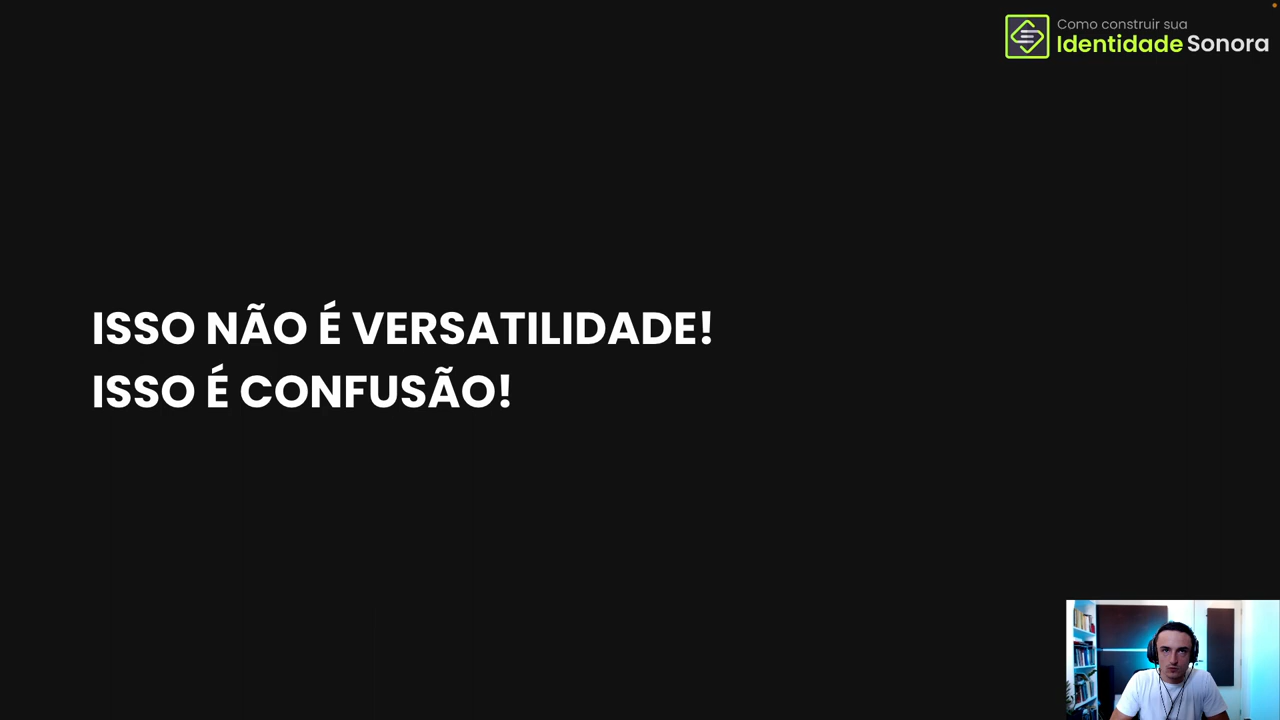 Como construir sua
Identidade Sonora
ISSO NÃO É VERSATILIDADE!
ISSO É CONFUSÃO!